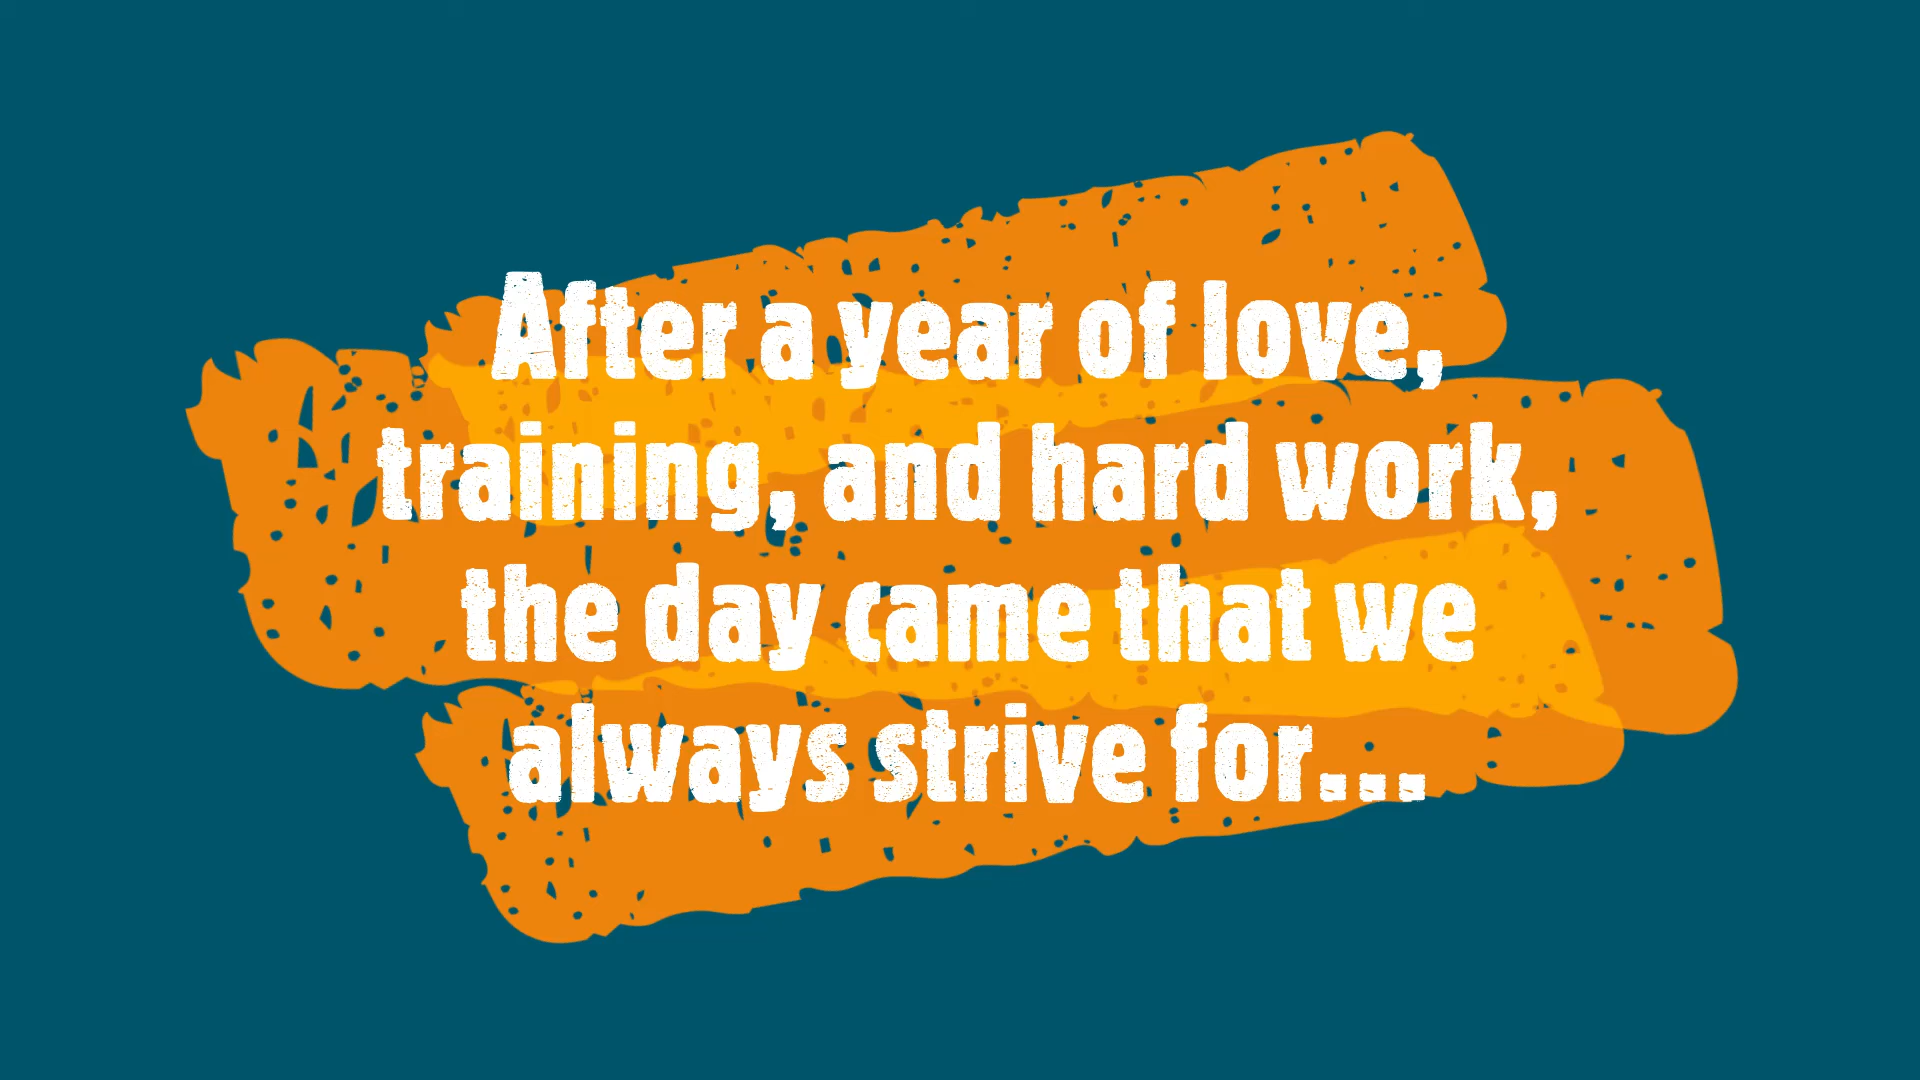 After a year of love,
training, and hard work,
the day came that we
always strive for...